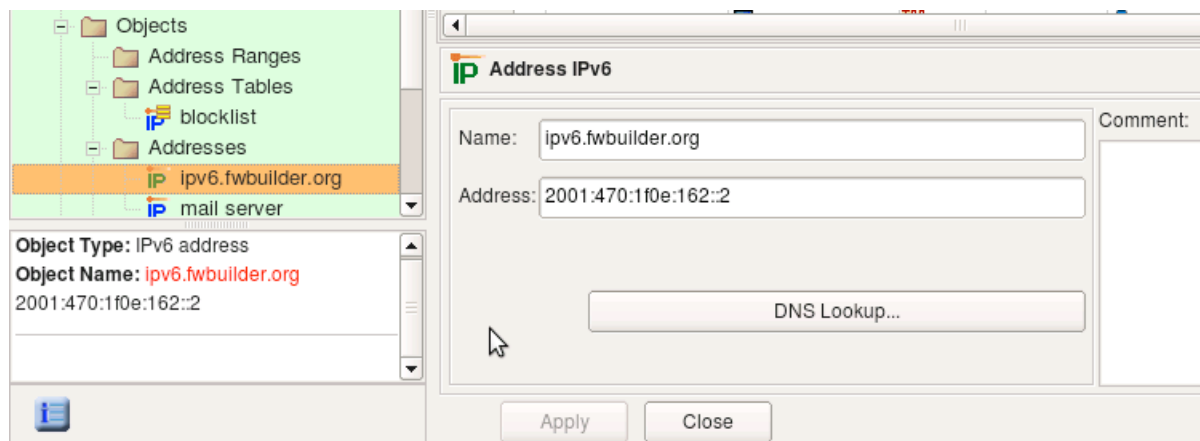 Objects
Address Ranges
Address Tables
blocklist
Addresses
ipv6.fwbuilder.org
mail server
Object Type: IPv6 address
Object Name: ipv6.fwbuilder.org
2001:470:1f0e:162::2
IP Address IPv6
Name: ipv6.fwbuilder.org
Address: 2001:470:1f0e:162::2
DNS Lookup...
Comment:
Apply Close